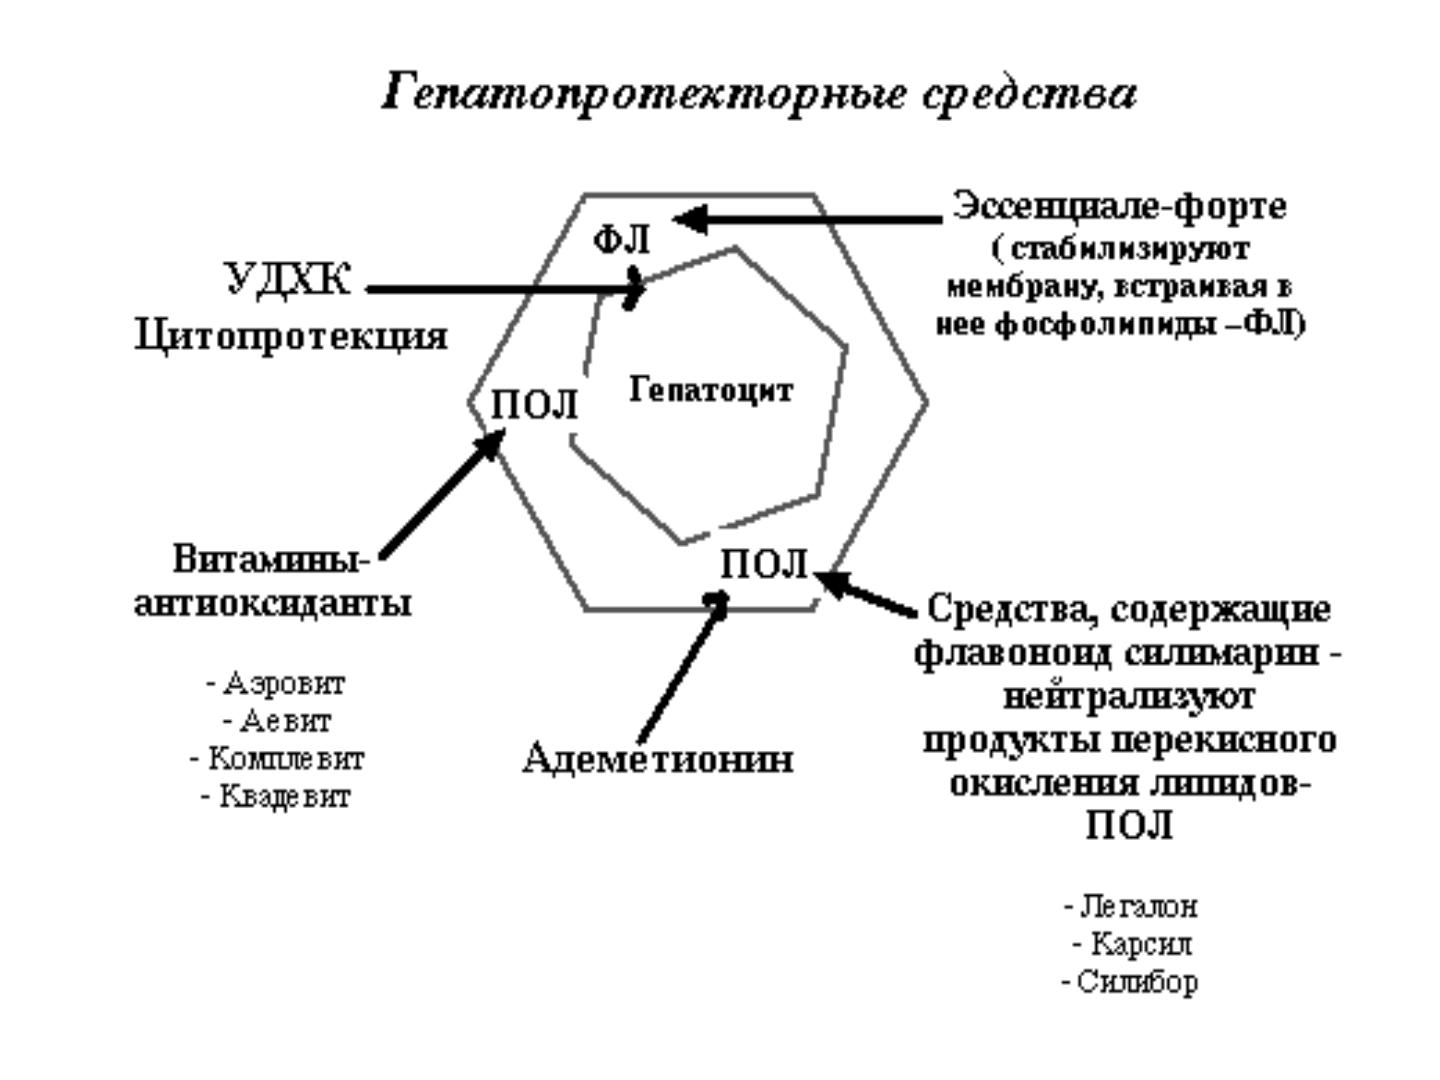 Гепатопротекторные средства
Эссенциале-форте
( стабилизируют
мембрану, встраивая в
нее фосфолипиды –ФЛ)
ФЛ
УДХК
Цитопротекция
Гепатоцит
ПОЛ
ПОЛ
Витамины-
антиоксиданты
- Аэровит
- Аевит
- Комплевит
- Квадевит
Адеметионин
Средства, содержащие
флавоноид силимарин -
нейтрализуют
продукты перекисного
окисления липидов-
ПОЛ
- Легалон
- Карсил
- Силибор